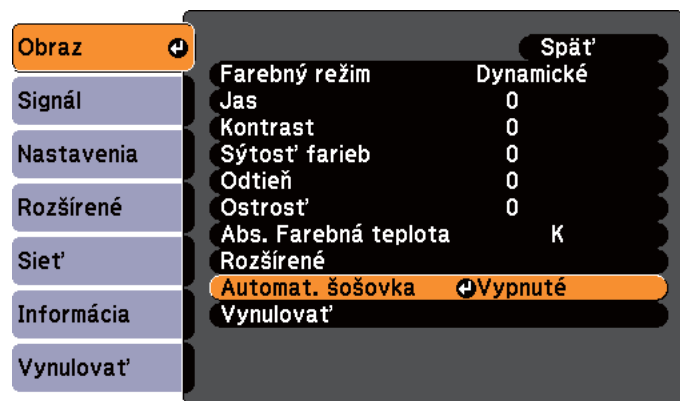 Obraz
Signál
Nastavenia
Rozšírené
Sieť
Informácia
Vynulovať
Späť
Farebný režim Dynamické
Jas 0
Kontrast 0
Sýtosť farieb 0
Odtieň 0
Ostrosť 0
Abs. Farebná teplota K
Rozšírené
Automat. šošovka Vypnuté
Vynulovať